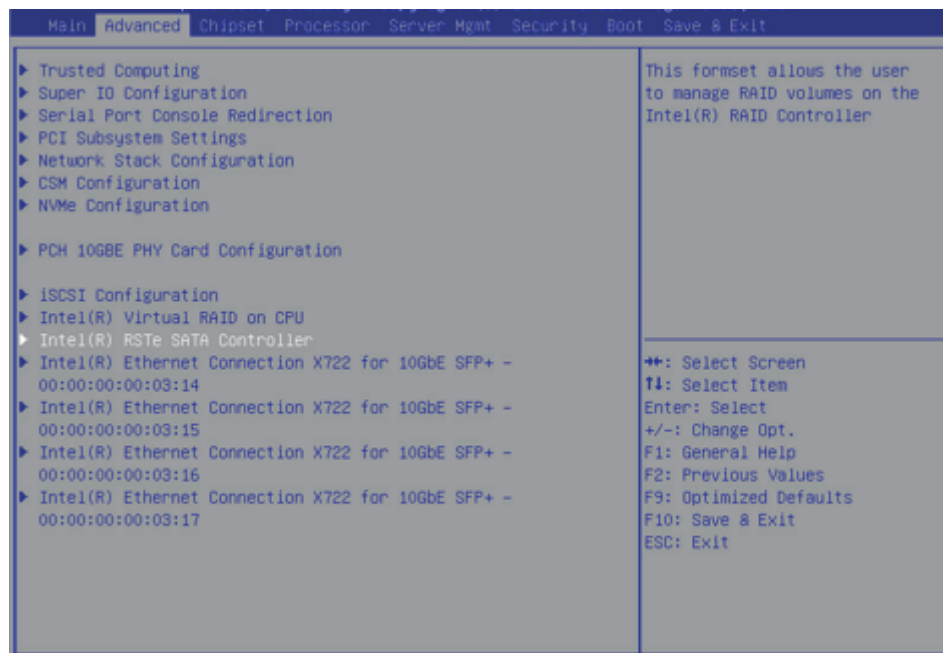 Main Advanced Chipset Processor Server Mgmt Security Boot Save & Exit
Trusted Computing
Super IO Configuration
Serial Port Console Redirection
PCI Subsystem Settings
Network Stack Configuration
CSM Configuration
NVMe Configuration
PCH 10GBE PHY Card Configuration
iSCSI Configuration
Intel(R) Virtual RAID on CPU
Intel(R) RSTe SATA Controller
Intel(R) Ethernet Connection X722 for 10GbE SFP+ -
00:00:00:00:03:14
Intel(R) Ethernet Connection X722 for 10GbE SFP+ -
00:00:00:00:03:15
Intel(R) Ethernet Connection X722 for 10GbE SFP+ -
00:00:00:00:03:16
Intel(R) Ethernet Connection X722 for 10GbE SFP+ -
00:00:00:00:03:17
This formset allows the user
to manage RAID volumes on the
Intel(R) RAID Controller
→←: Select Screen
↑↓: Select Item
Enter: Select
+/-: Change Opt.
F1: General Help
F2: Previous Values
F9: Optimized Defaults
F10: Save & Exit
ESC: Exit